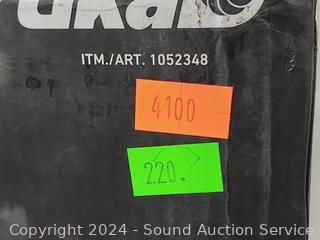 ITM./ART. 1052348
4100
220.
Copyright 2024 - Sound Auction Service